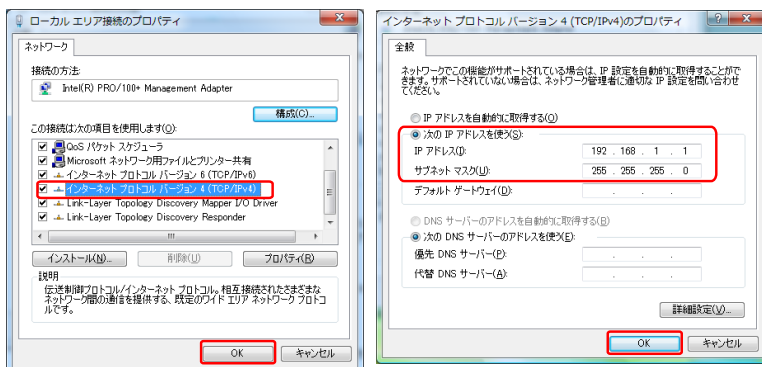 ローカル エリア接続のプロパティ
ネットワーク
接続の方法:
Intel(R) PRO/100+ Management Adapter
構成(C)...
この接続は次の項目を使用します(O):
QoS パケット スケジューラ
Microsoft ネットワーク用ファイルとプリンター共有
インターネット プロトコル バージョン 6 (TCP/IPv6)
インターネット プロトコル バージョン 4 (TCP/IPv4)
Link-Layer Topology Discovery Mapper I/O Driver
Link-Layer Topology Discovery Responder
インストール(N)...
削除(U)
プロパティ(R)
説明
伝送制御プロトコル/インターネット プロトコル。相互接続されたさまざまな
ネットワーク間の通信を提供する、既定のワイド エリア ネットワーク プロトコ
ルです。
OK
キャンセル
インターネット プロトコル バージョン 4 (TCP/IPv4)のプロパティ
全般
ネットワークでこの機能がサポートされている場合は、IP 設定を自動的に取得することがで
きます。サポートされていない場合は、ネットワーク管理者に適切な IP 設定を問い合わせ
てください。
IP アドレスを自動的に取得する(O)
次の IP アドレスを使う(S):
IP アドレス(I):
192 . 168 . 1 . 1
サブネット マスク(U):
255 . 255 . 255 . 0
デフォルト ゲートウェイ(D):
. . .
DNS サーバーのアドレスを自動的に取得する(B)
次の DNS サーバーのアドレスを使う(E):
優先 DNS サーバー(P):
. . .
代替 DNS サーバー(A):
. . .
詳細設定(V)...
OK
キャンセル